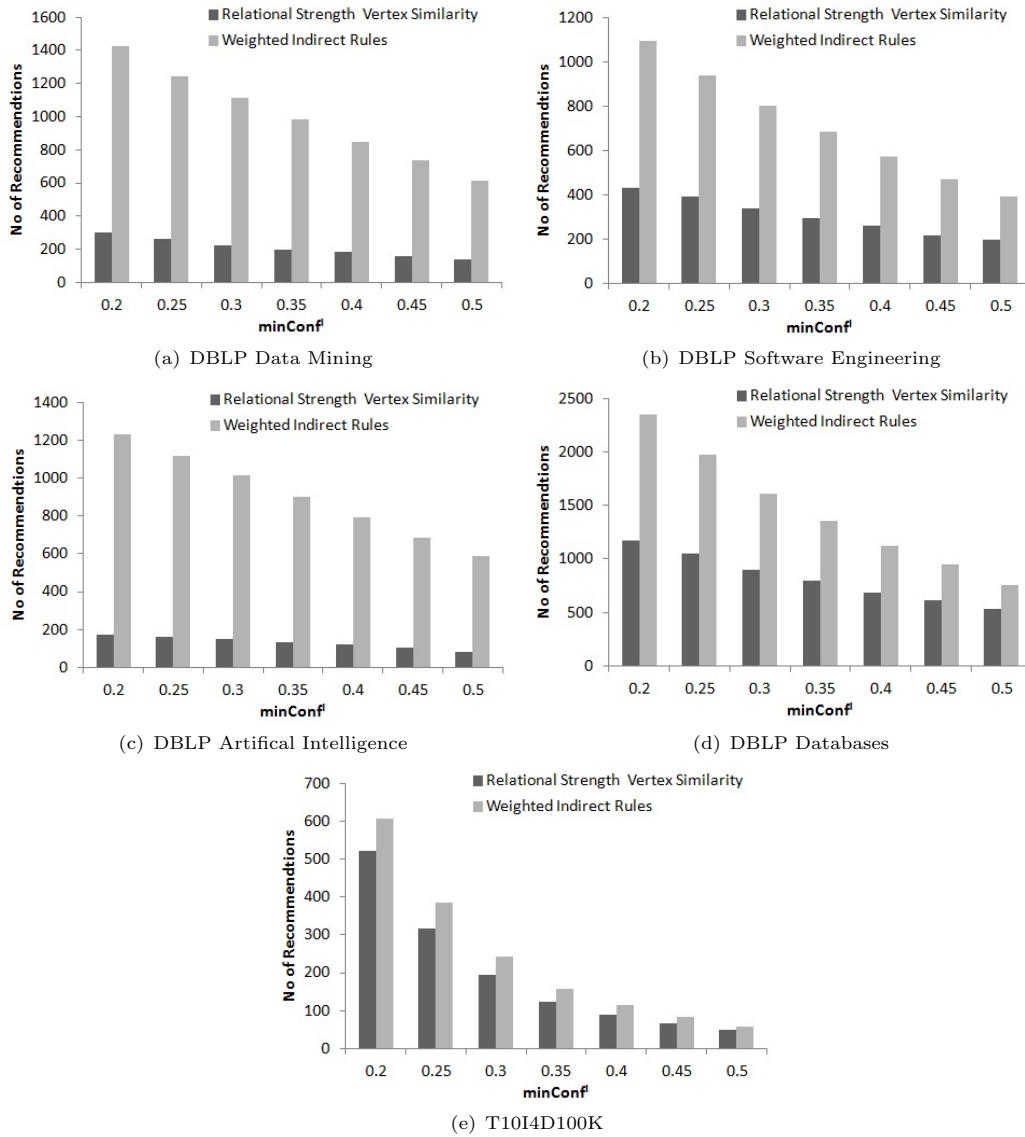 Relational Strength Vertex Similarity
Weighted Indirect Rules
No of Recommendtions
1600
1400
1200
1000
800
600
400
200
0
0.2 0.25 0.3 0.35 0.4 0.45 0.5
minConfᴵ
(a) DBLP Data Mining
Relational Strength Vertex Similarity
Weighted Indirect Rules
No of Recommendtions
1200
1000
800
600
400
200
0
0.2 0.25 0.3 0.35 0.4 0.45 0.5
minConfᴵ
(b) DBLP Software Engineering
Relational Strength Vertex Similarity
Weighted Indirect Rules
No of Recommendtions
1400
1200
1000
800
600
400
200
0
0.2 0.25 0.3 0.35 0.4 0.45 0.5
minConfᴵ
(c) DBLP Artifical Intelligence
Relational Strength Vertex Similarity
Weighted Indirect Rules
No of Recommendtions
2500
2000
1500
1000
500
0
0.2 0.25 0.3 0.35 0.4 0.45 0.5
minConfᴵ
(d) DBLP Databases
Relational Strength Vertex Similarity
Weighted Indirect Rules
No of Recommendtions
700
600
500
400
300
200
100
0
0.2 0.25 0.3 0.35 0.4 0.45 0.5
minConfᴵ
(e) T10I4D100K